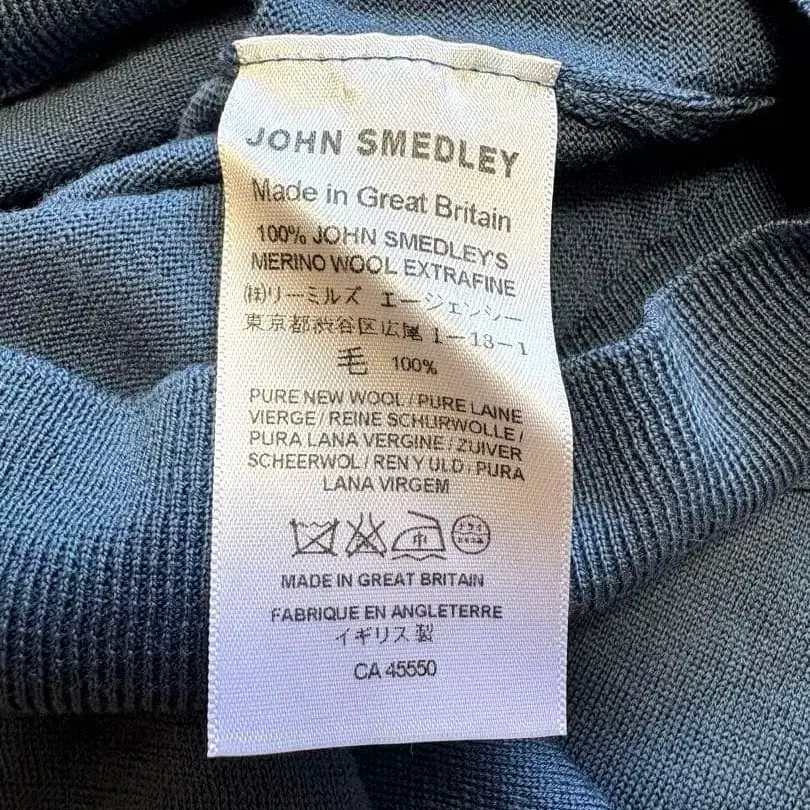 JOHN SMEDLEY
Made in Great Britain
100% JOHN SMEDLEY'S
MERINO WOOL EXTRAFINE
㈱リーミルズ エージェンシー
東京都渋谷区広尾 1-13-1
毛 100%
PURE NEW WOOL / PURE LAINE
VIERGE / REINE SCHURWOLLE /
PURA LANA VERGINE / ZUIVER
SCHEERWOL / REN Y ULD / PURA
LANA VIRGEM
中
MADE IN GREAT BRITAIN
FABRIQUE EN ANGLETERRE
イギリス製
CA 45550